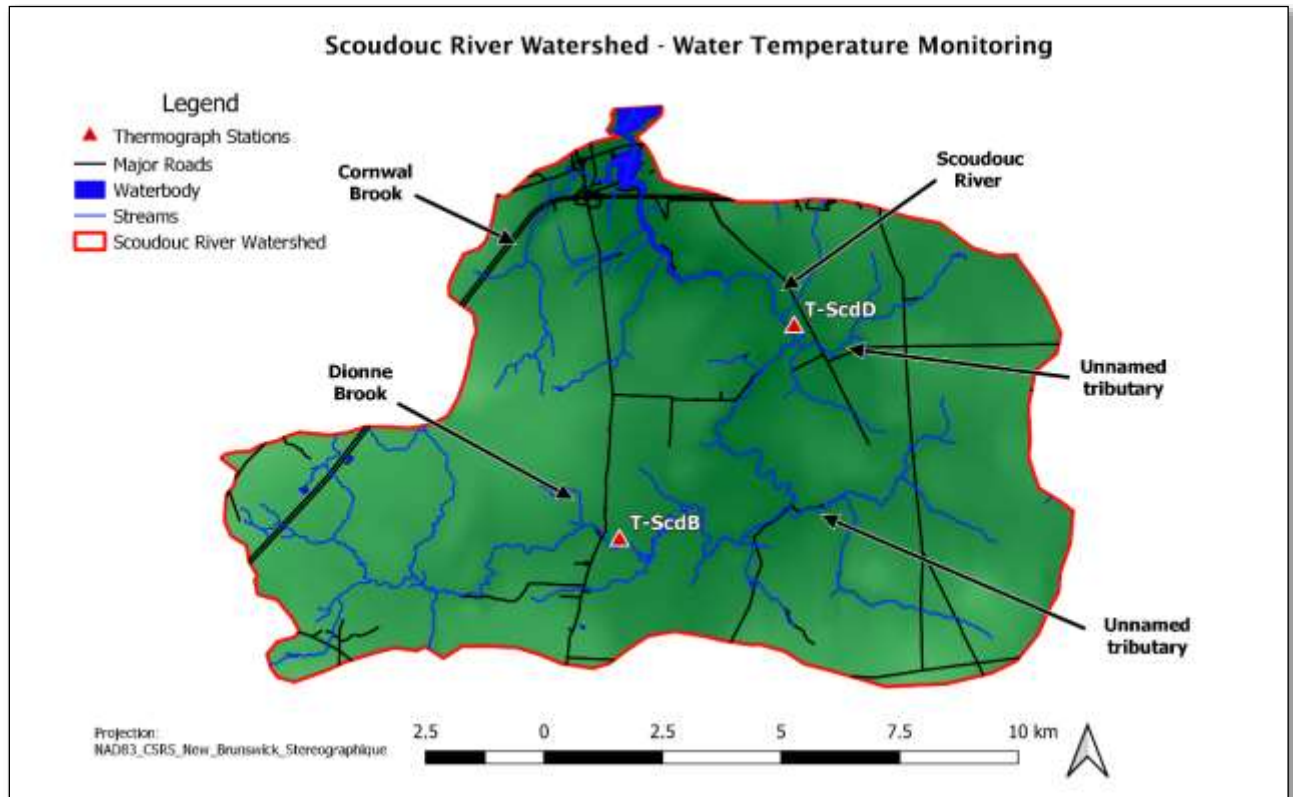 Scoudouc River Watershed - Water Temperature Monitoring
Legend
Thermograph Stations
Major Roads
Waterbody
Streams
Scoudouc River Watershed
Cornwal
Brook
Scoudouc
River
T-ScdD
Unnamed
tributary
Dionne
Brook
T-ScdB
Unnamed
tributary
Projection:
NAD83_CSRS_New_Brunswick_Stereographique
2.5 0 2.5 5 7.5 10 km